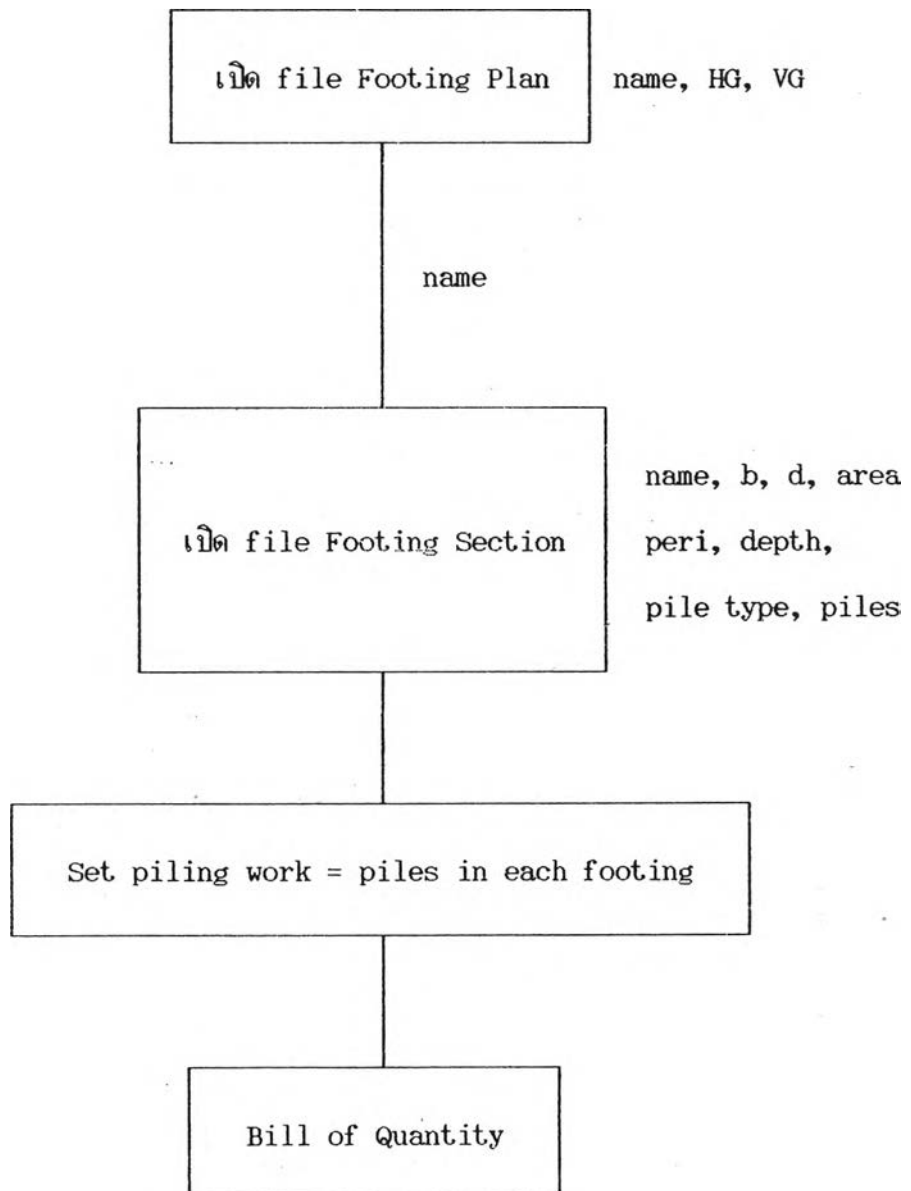 เปิด file Footing Plan
name, HG, VG
name
เปิด file Footing Section
name, b, d, area
peri, depth,
pile type, piles
Set piling work = piles in each footing
Bill of Quantity